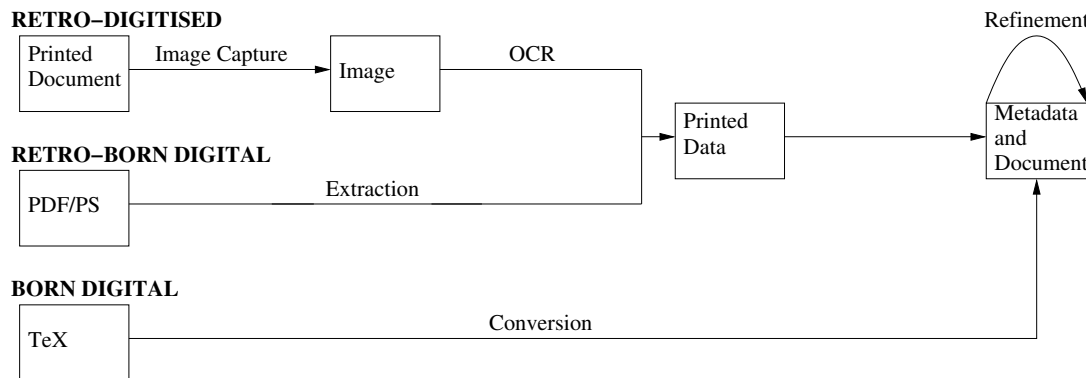 RETRO−DIGITISED
Refinement
Printed
Document
Image Capture
Image
OCR
Printed
Data
Metadata
and
Document
RETRO−BORN DIGITAL
PDF/PS
Extraction
BORN DIGITAL
TeX
Conversion